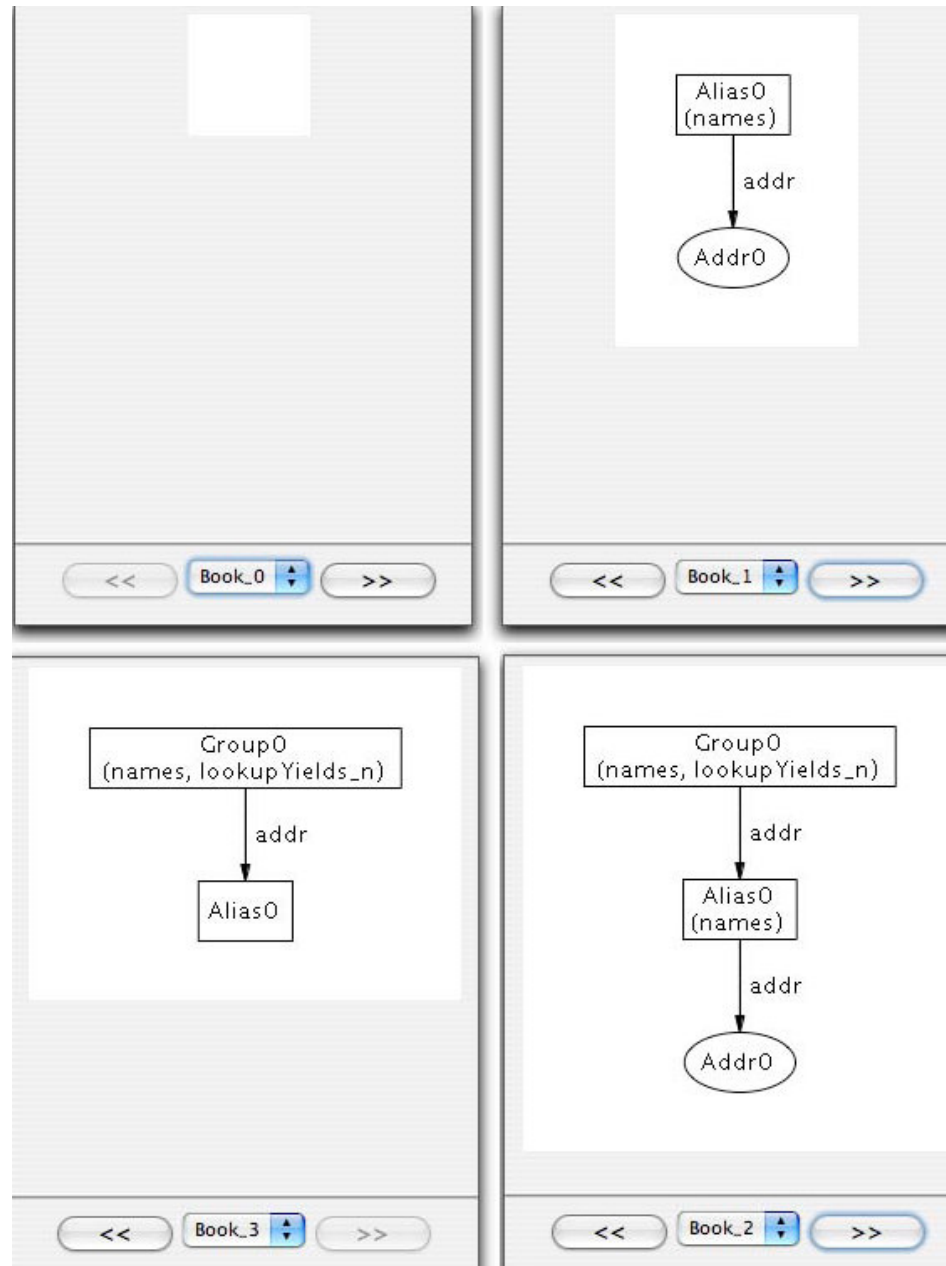 << Book_0 >>
Alias0
(names)
addr
Addr0
<< Book_1 >>
Group0
(names, lookupYields_n)
addr
Alias0
<< Book_3 >>
Group0
(names, lookupYields_n)
addr
Alias0
(names)
addr
Addr0
<< Book_2 >>